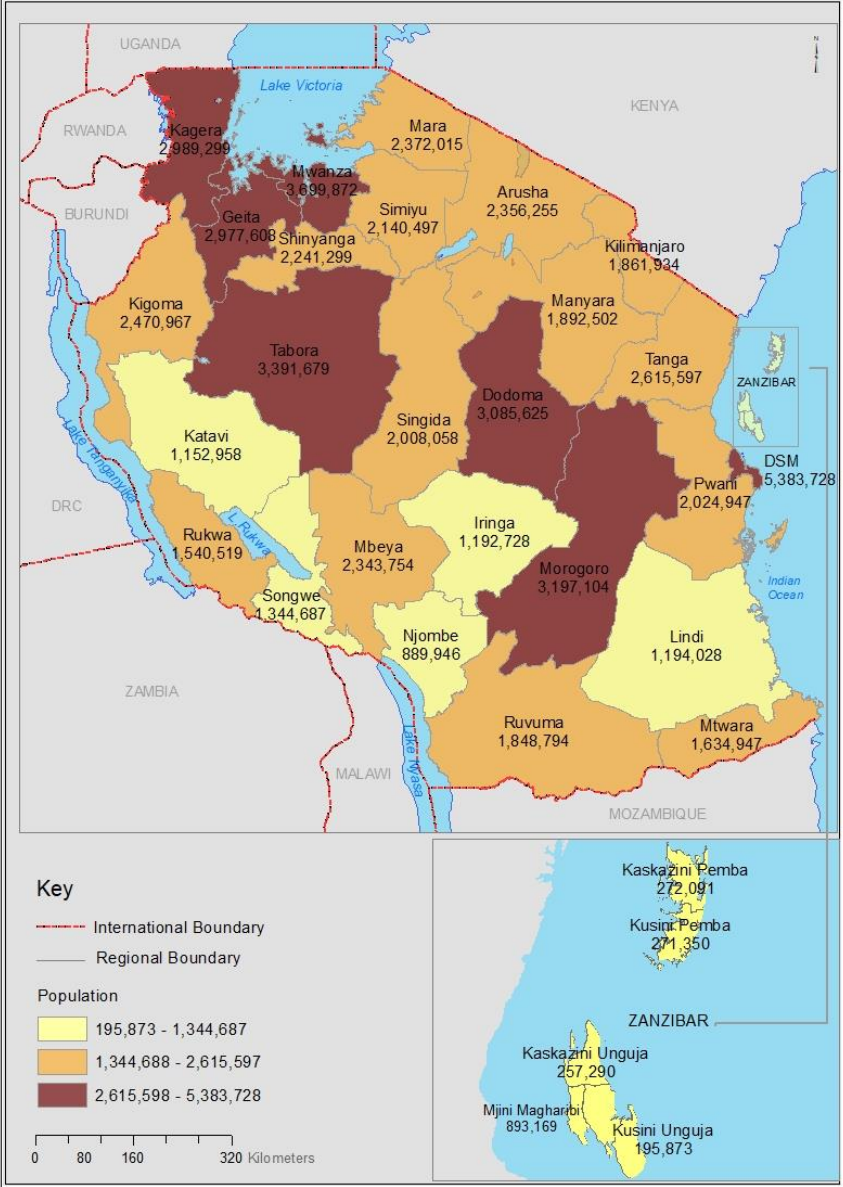 UGANDA
N
Lake Victoria
KENYA
RWANDA
Kagera
2,989,299
Mara
2,372,015
Mwanza
3,699,872
BURUNDI
Geita
2,977,608
Simiyu
2,140,497
Arusha
2,356,255
Shinyanga
2,241,299
Kilimanjaro
1,861,934
Kigoma
2,470,967
Manyara
1,892,502
Tabora
3,391,679
Tanga
2,615,597
ZANZIBAR
Dodoma
3,085,625
Singida
2,008,058
Katavi
1,152,958
Lake Tanganyika
DSM
5,383,728
Pwani
2,024,947
DRC
L.Rukwa
Rukwa
1,540,519
Iringa
1,192,728
Mbeya
2,343,754
Morogoro
3,197,104
Indian
Ocean
Songwe
1,344,687
Njombe
889,946
Lindi
1,194,028
ZAMBIA
Ruvuma
1,848,794
Mtwara
1,634,947
Lake Nyasa
MALAWI
MOZAMBIQUE
Key
International Boundary
Regional Boundary
Population
195,873 - 1,344,687
1,344,688 - 2,615,597
2,615,598 - 5,383,728
0 80 160 320 Kilometers
Kaskazini Pemba
272,091
Kusini Pemba
271,350
ZANZIBAR
Kaskazini Unguja
257,290
Mjini Magharibi
893,169
Kusini Unguja
195,873